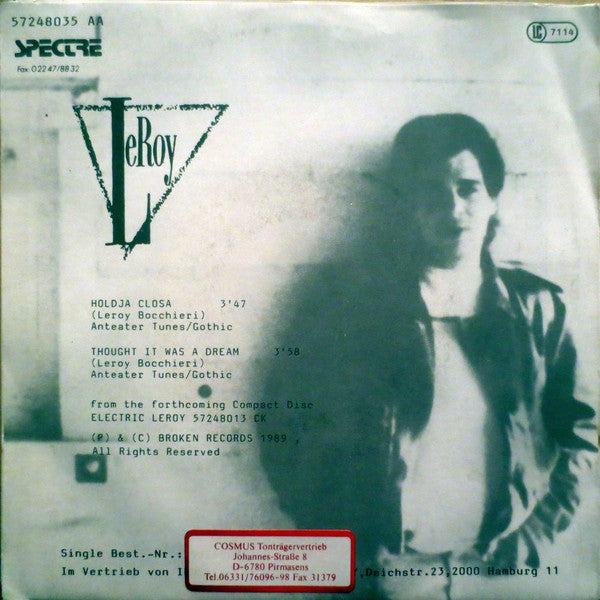 57248035 AA
SPECTRE
Fax: 02247/8832
LC 7114
LeRoy
HOLDJA CLOSA 3'47
(Leroy Bocchieri)
Anteater Tunes/Gothic
THOUGHT IT WAS A DREAM 3'58
(Leroy Bocchieri)
Anteater Tunes/Gothic
from the forthcoming Compact Disc
ELECTRIC LEROY 57248013 CK
(P) & (C) BROKEN RECORDS 1989 ,
All Rights Reserved
Single Best.-Nr.:
Im Vertrieb von ,Deichstr.23,2000 Hamburg 11
COSMUS Tonträgervertrieb
Johannes-Straße 8
D-6780 Pirmasens
Tel.06331/76096-98 Fax 31379